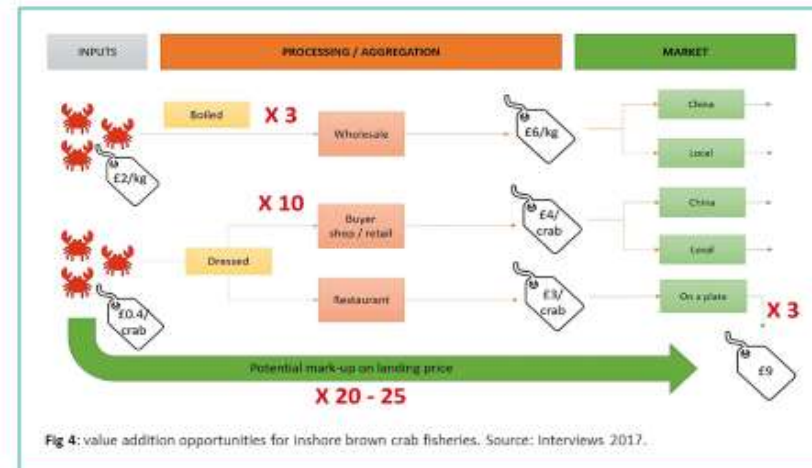 INPUTS
PROCESSING / AGGREGATION
MARKET
Boiled
X 3
£2/kg
Wholesale
£6/kg
China
Local
X 10
Dressed
£0.4/
crab
Buyer
shop / retail
£4/
crab
China
Local
Restaurant
£3/
crab
On a plate
X 3
£9
Potential mark-up on landing price
X 20 - 25
Fig 4: value addition opportunities for inshore brown crab fisheries. Source: Interviews 2017.